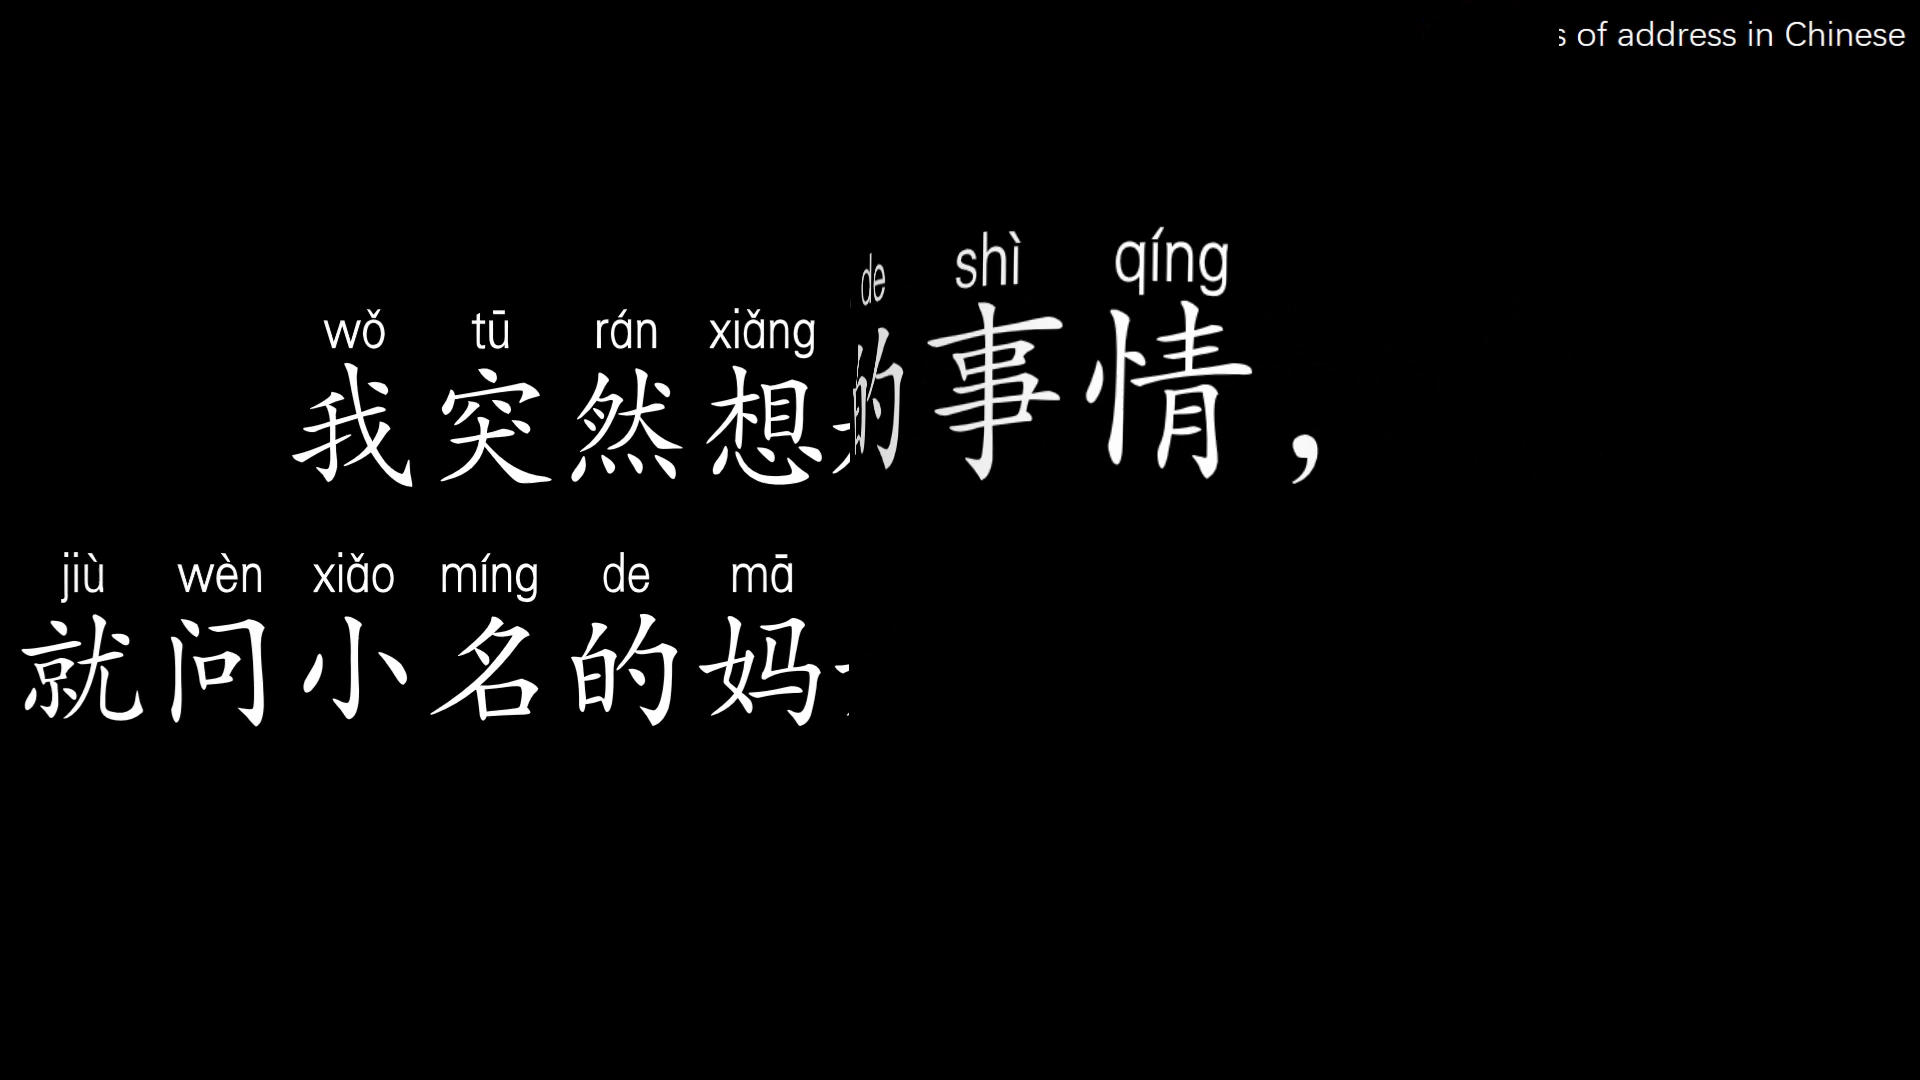 of address in Chinese
wǒ tū rán xiǎng de shì qíng
我突然想的事情，
jiù wèn xiǎo míng de mā
就问小名的妈